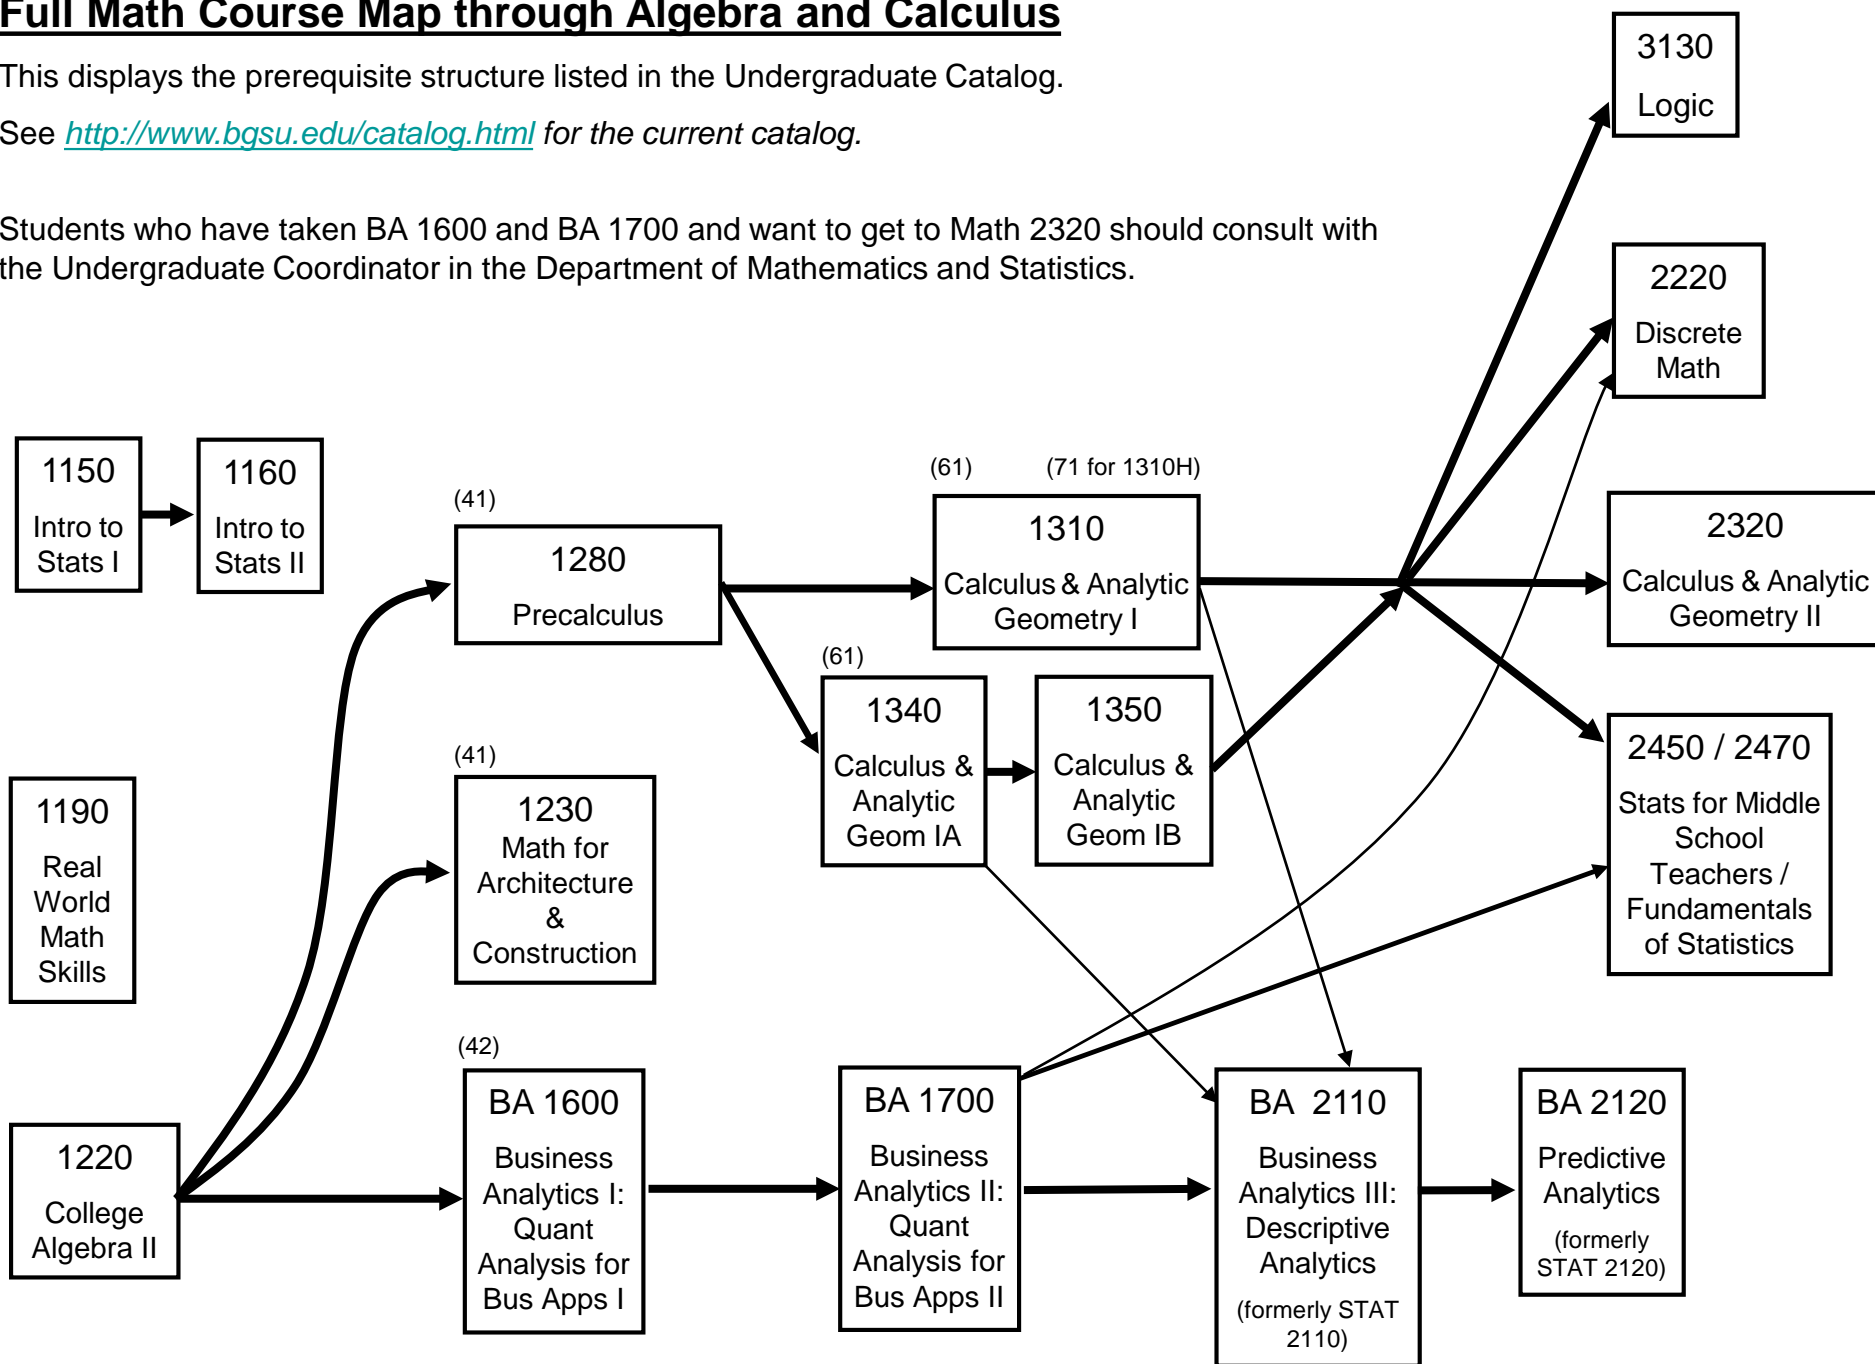 Full Math Course Map through Algebra and Calculus
This displays the prerequisite structure listed in the Undergraduate Catalog.
See http://www.bgsu.edu/catalog.html for the current catalog.
Students who have taken BA 1600 and BA 1700 and want to get to Math 2320 should consult with
the Undergraduate Coordinator in the Department of Mathematics and Statistics.
3130
Logic
2220
Discrete
Math
1150
Intro to
Stats I
1160
Intro to
Stats II
(41)
1280
Precalculus
(61)
(71 for 1310H)
1310
Calculus & Analytic
Geometry I
2320
Calculus & Analytic
Geometry II
(61)
1340
Calculus &
Analytic
Geom IA
1350
Calculus &
Analytic
Geom IB
2450 / 2470
Stats for Middle
School
Teachers /
Fundamentals
of Statistics
1190
Real
World
Math
Skills
(41)
1230
Math for
Architecture
&
Construction
1220
College
Algebra II
(42)
BA 1600
Business
Analytics I:
Quant
Analysis for
Bus Apps I
BA 1700
Business
Analytics II:
Quant
Analysis for
Bus Apps II
BA 2110
Business
Analytics III:
Descriptive
Analytics
(formerly STAT
2110)
BA 2120
Predictive
Analytics
(formerly
STAT 2120)